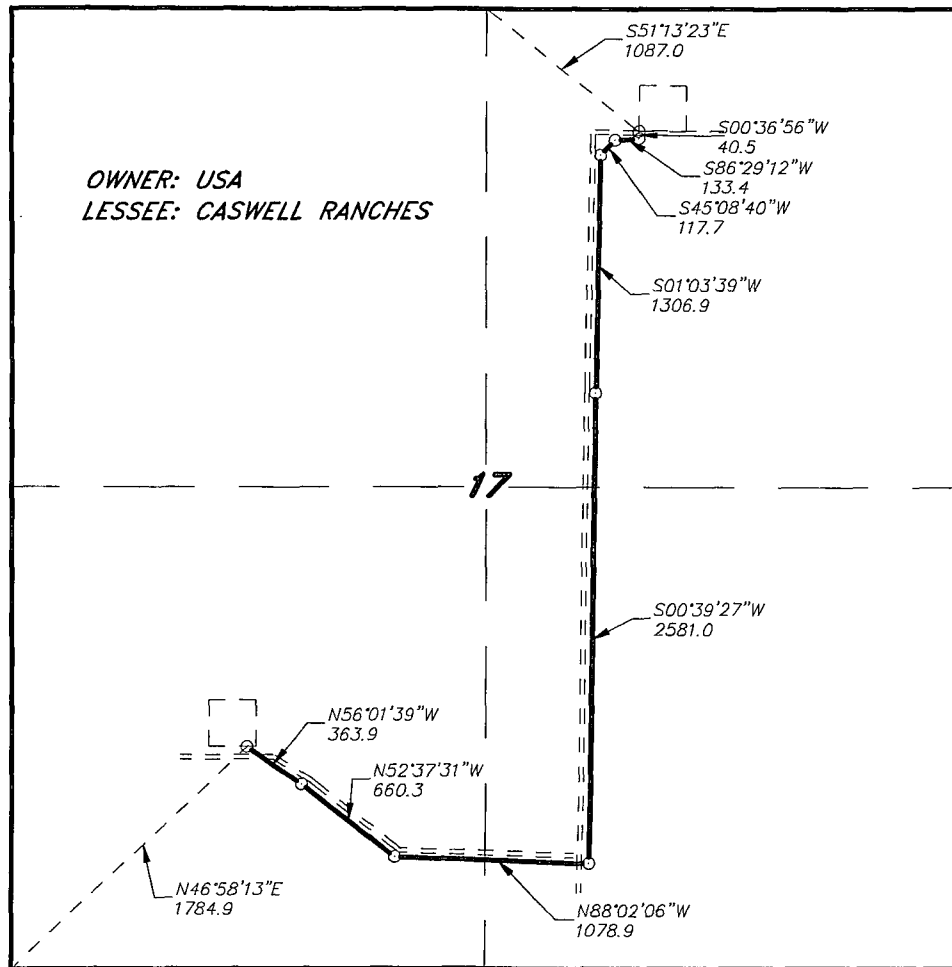 S51°13'23"E
1087.0
S00°36'56"W
40.5
S86°29'12"W
133.4
S45°08'40"W
117.7
OWNER: USA
LESSEE: CASWELL RANCHES
S01°03'39"W
1306.9
17
S00°39'27"W
2581.0
N56°01'39"W
363.9
N52°37'31"W
660.3
N46°58'13"E
1784.9
N88°02'06"W
1078.9